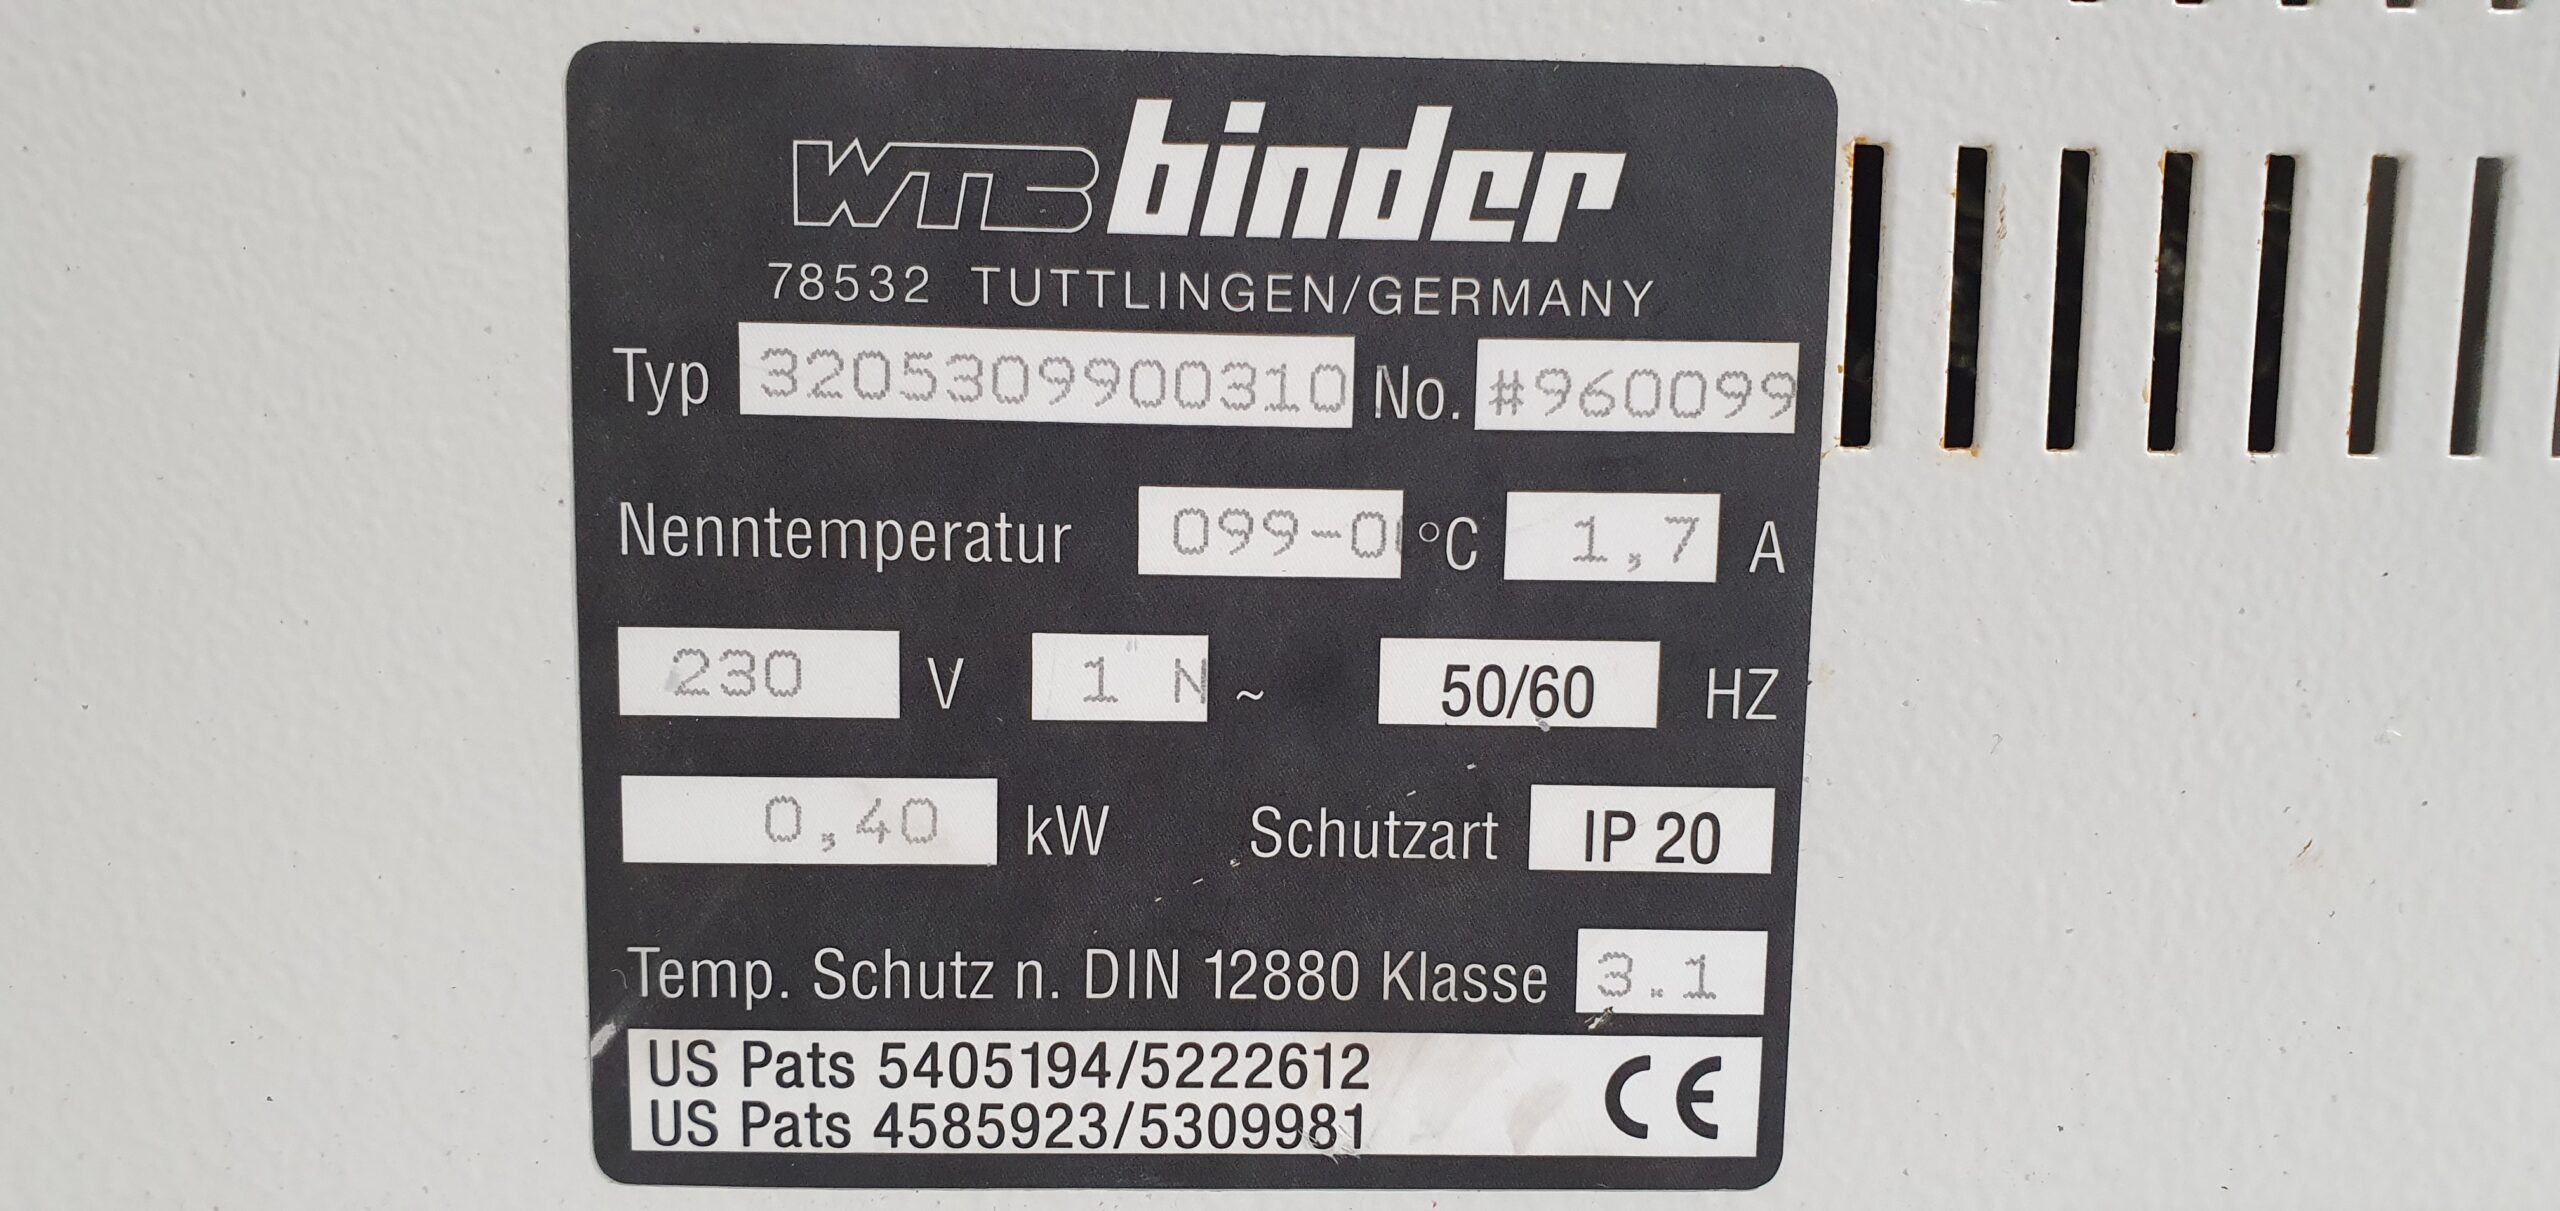 WTB binder
78532 TUTTLINGEN/GERMANY
Typ 3205309900310 No. #960099
Nenntemperatur 099-0 °C 1,7 A
230 V 1 N ~ 50/60 HZ
0,40 kW Schutzart IP 20
Temp. Schutz n. DIN 12880 Klasse 3.1
US Pats 5405194/5222612
US Pats 4585923/5309981
CE